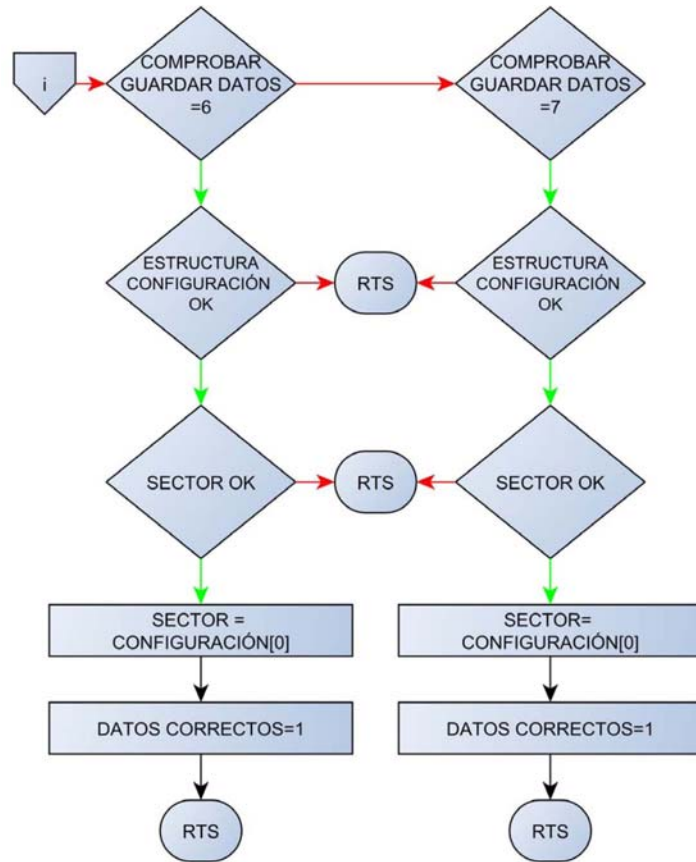 i
COMPROBAR
GUARDAR DATOS
=6
COMPROBAR
GUARDAR DATOS
=7
ESTRUCTURA
CONFIGURACIÓN
OK
RTS
ESTRUCTURA
CONFIGURACIÓN
OK
SECTOR OK
RTS
SECTOR OK
SECTOR =
CONFIGURACIÓN[0]
SECTOR=
CONFIGURACIÓN[0]
DATOS CORRECTOS=1
DATOS CORRECTOS=1
RTS
RTS